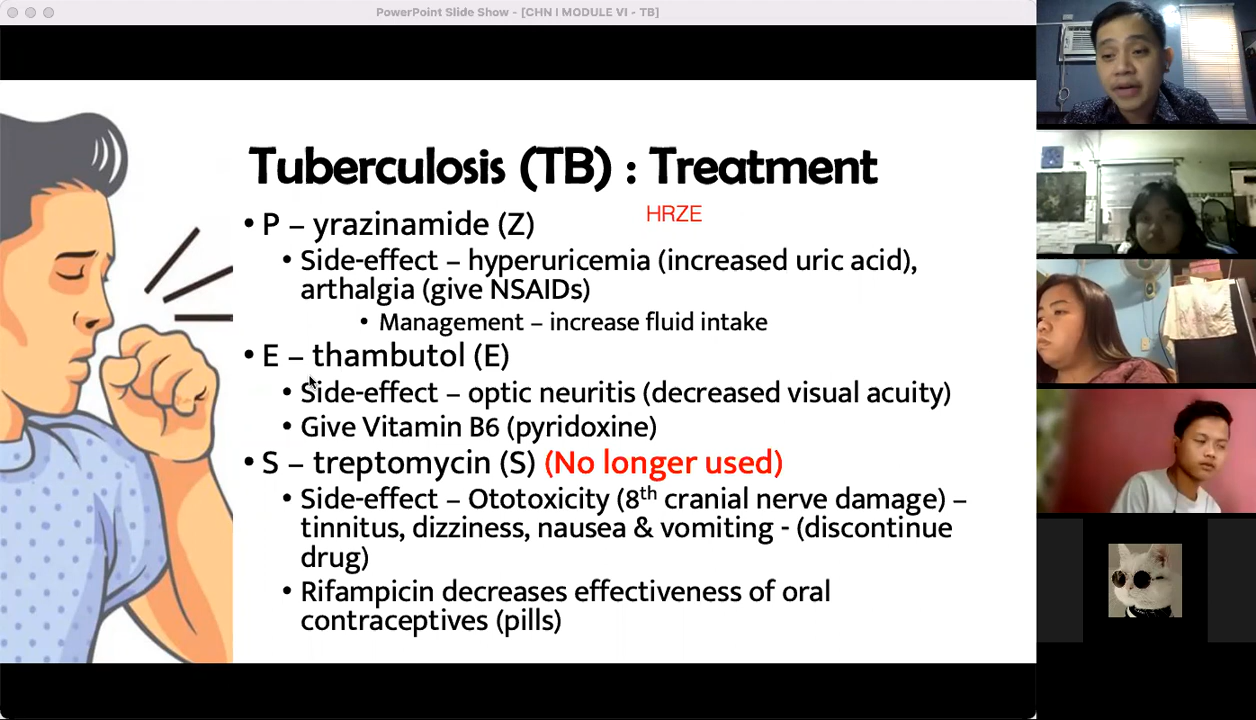 PowerPoint Slide Show - [CHN I MODULE VI - TB]
Tuberculosis (TB) : Treatment
HRZE
• P – yrazinamide (Z)
• Side-effect – hyperuricemia (increased uric acid),
arthalgia (give NSAIDs)
• Management – increase fluid intake
• E – thambutol (E)
• Side-effect – optic neuritis (decreased visual acuity)
• Give Vitamin B6 (pyridoxine)
• S – treptomycin (S) (No longer used)
• Side-effect – Ototoxicity (8th cranial nerve damage) –
tinnitus, dizziness, nausea & vomiting - (discontinue
drug)
• Rifampicin decreases effectiveness of oral
contraceptives (pills)